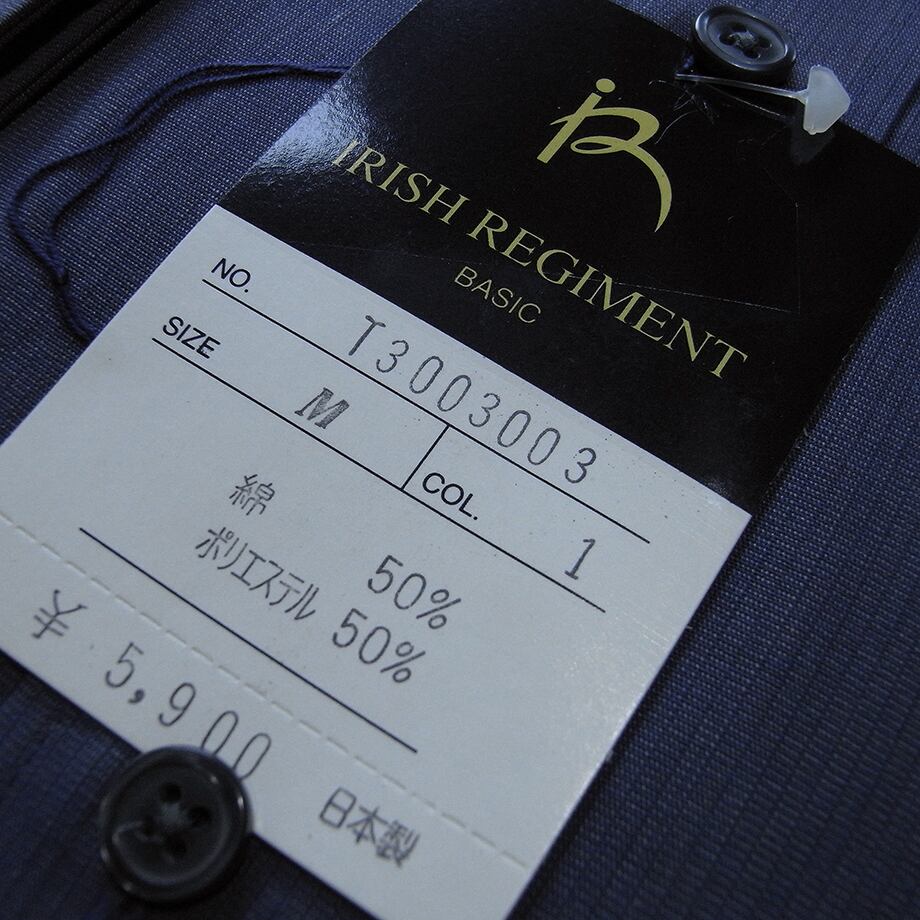 IR
IRISH REGIMENT
BASIC
NO. T3003003
SIZE M COL. 1
綿 50%
ポリエステル 50%
¥5,900
日本製